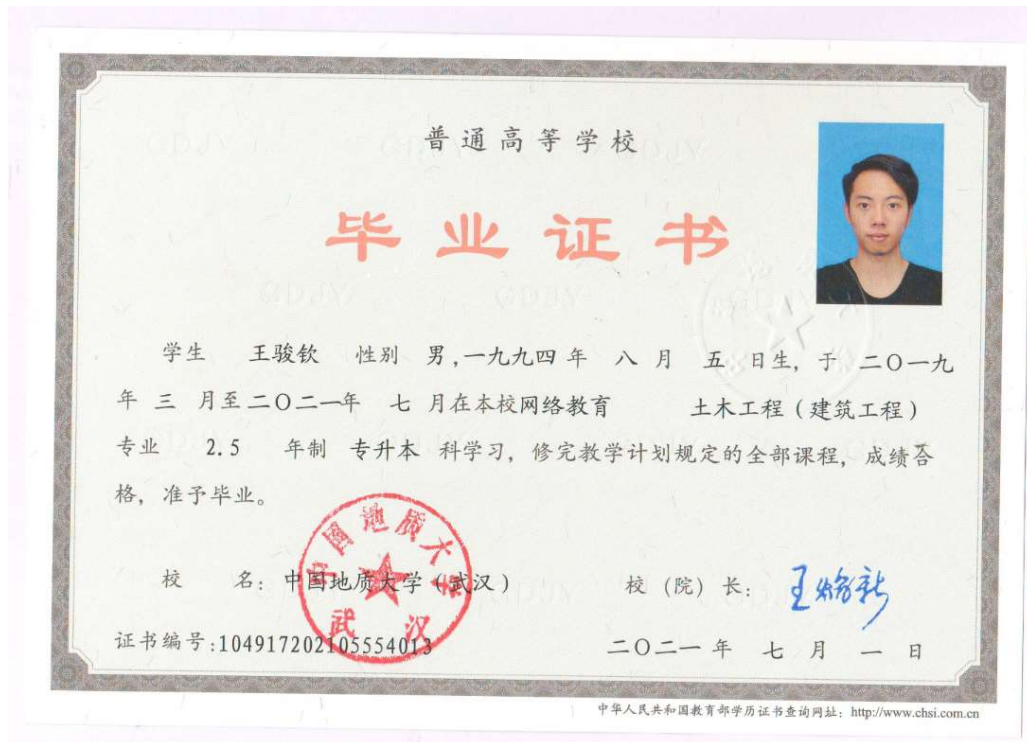 普通高等学校
毕业证书
学生 王骏钦 性别 男,一九九四年 八月 五日生,于 二〇一九
年 三 月至二〇二一年 七 月在本校网络教育 土木工程(建筑工程)
专业 2.5 年制 专升本 科学习,修完教学计划规定的全部课程,成绩合
格,准予毕业。
校 名:中国地质大学(武汉) 校(院)长:
中国地质大学
武汉
证书编号:104917202105554013 二〇二一年 七 月 一 日
中华人民共和国教育部学历证书查询网址:http://www.chsi.com.cn